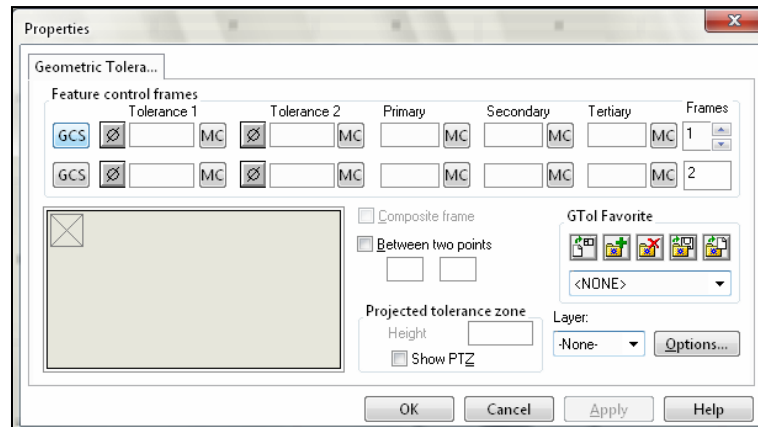 Properties
Geometric Tolera...
Feature control frames
Tolerance 1 Tolerance 2 Primary Secondary Tertiary Frames
GCS Ø MC Ø MC MC MC MC 1
GCS Ø MC Ø MC MC MC MC 2
Composite frame
Between two points
GTol Favorite
<NONE>
Projected tolerance zone
Height
Show PTZ
Layer:
-None- Options...
OK Cancel Apply Help